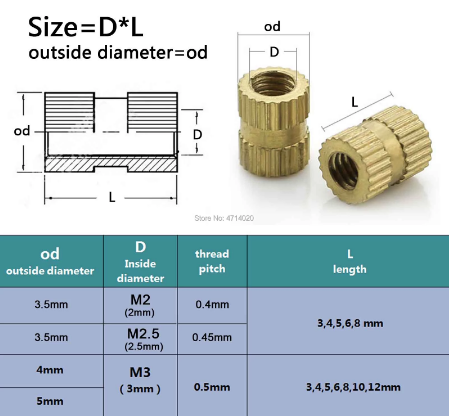 Size=D*L
outside diameter=od
od
D
od
D
L
L
Shop No: 4714020
od
outside diameter
D
Inside
diameter
thread
pitch
L
length
3.5mm
M2
(2mm)
0.4mm
3,4,5,6,8 mm
3.5mm
M2.5
(2.5mm)
0.45mm
4mm
M3
(3mm)
0.5mm
3,4,5,6,8,10,12mm
5mm